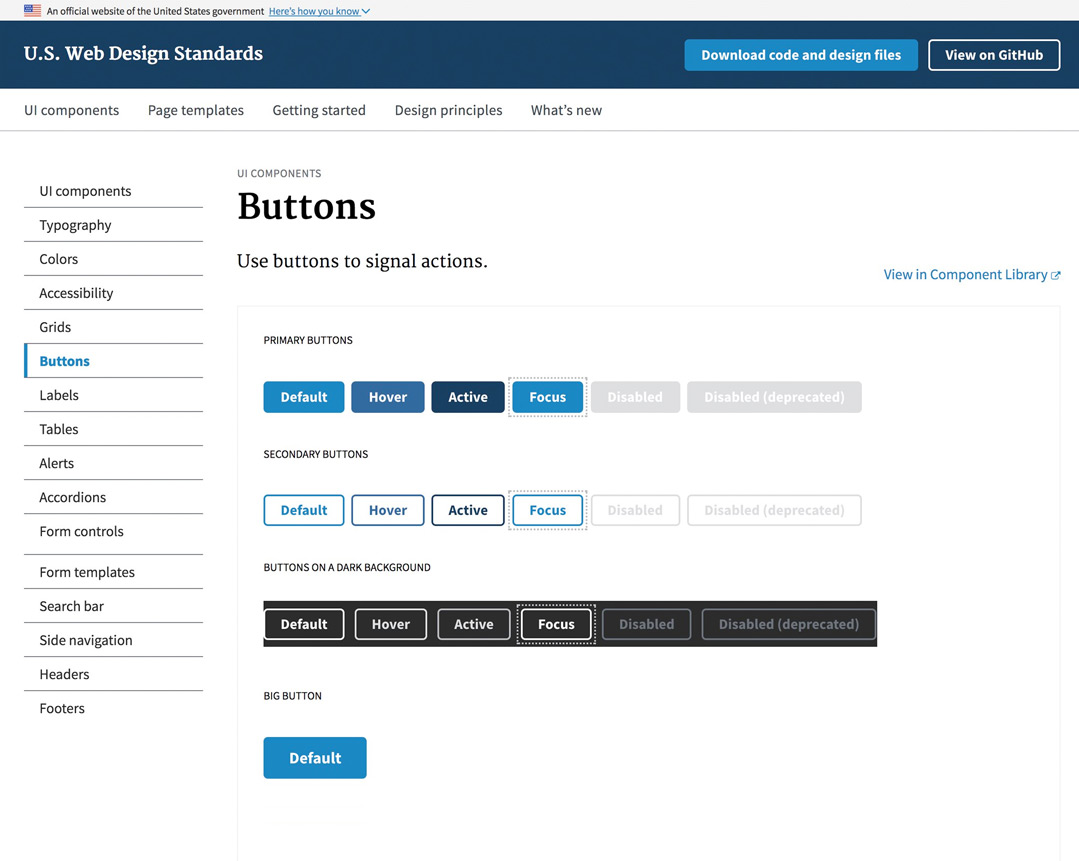 An official website of the United States government Here’s how you know
U.S. Web Design Standards
Download code and design files
View on GitHub
UI components
Page templates
Getting started
Design principles
What’s new
UI components
Typography
Colors
Accessibility
Grids
Buttons
Labels
Tables
Alerts
Accordions
Form controls
Form templates
Search bar
Side navigation
Headers
Footers
UI COMPONENTS
Buttons
Use buttons to signal actions.
View in Component Library
PRIMARY BUTTONS
Default
Hover
Active
Focus
Disabled
Disabled (deprecated)
SECONDARY BUTTONS
Default
Hover
Active
Focus
Disabled
Disabled (deprecated)
BUTTONS ON A DARK BACKGROUND
Default
Hover
Active
Focus
Disabled
Disabled (deprecated)
BIG BUTTON
Default